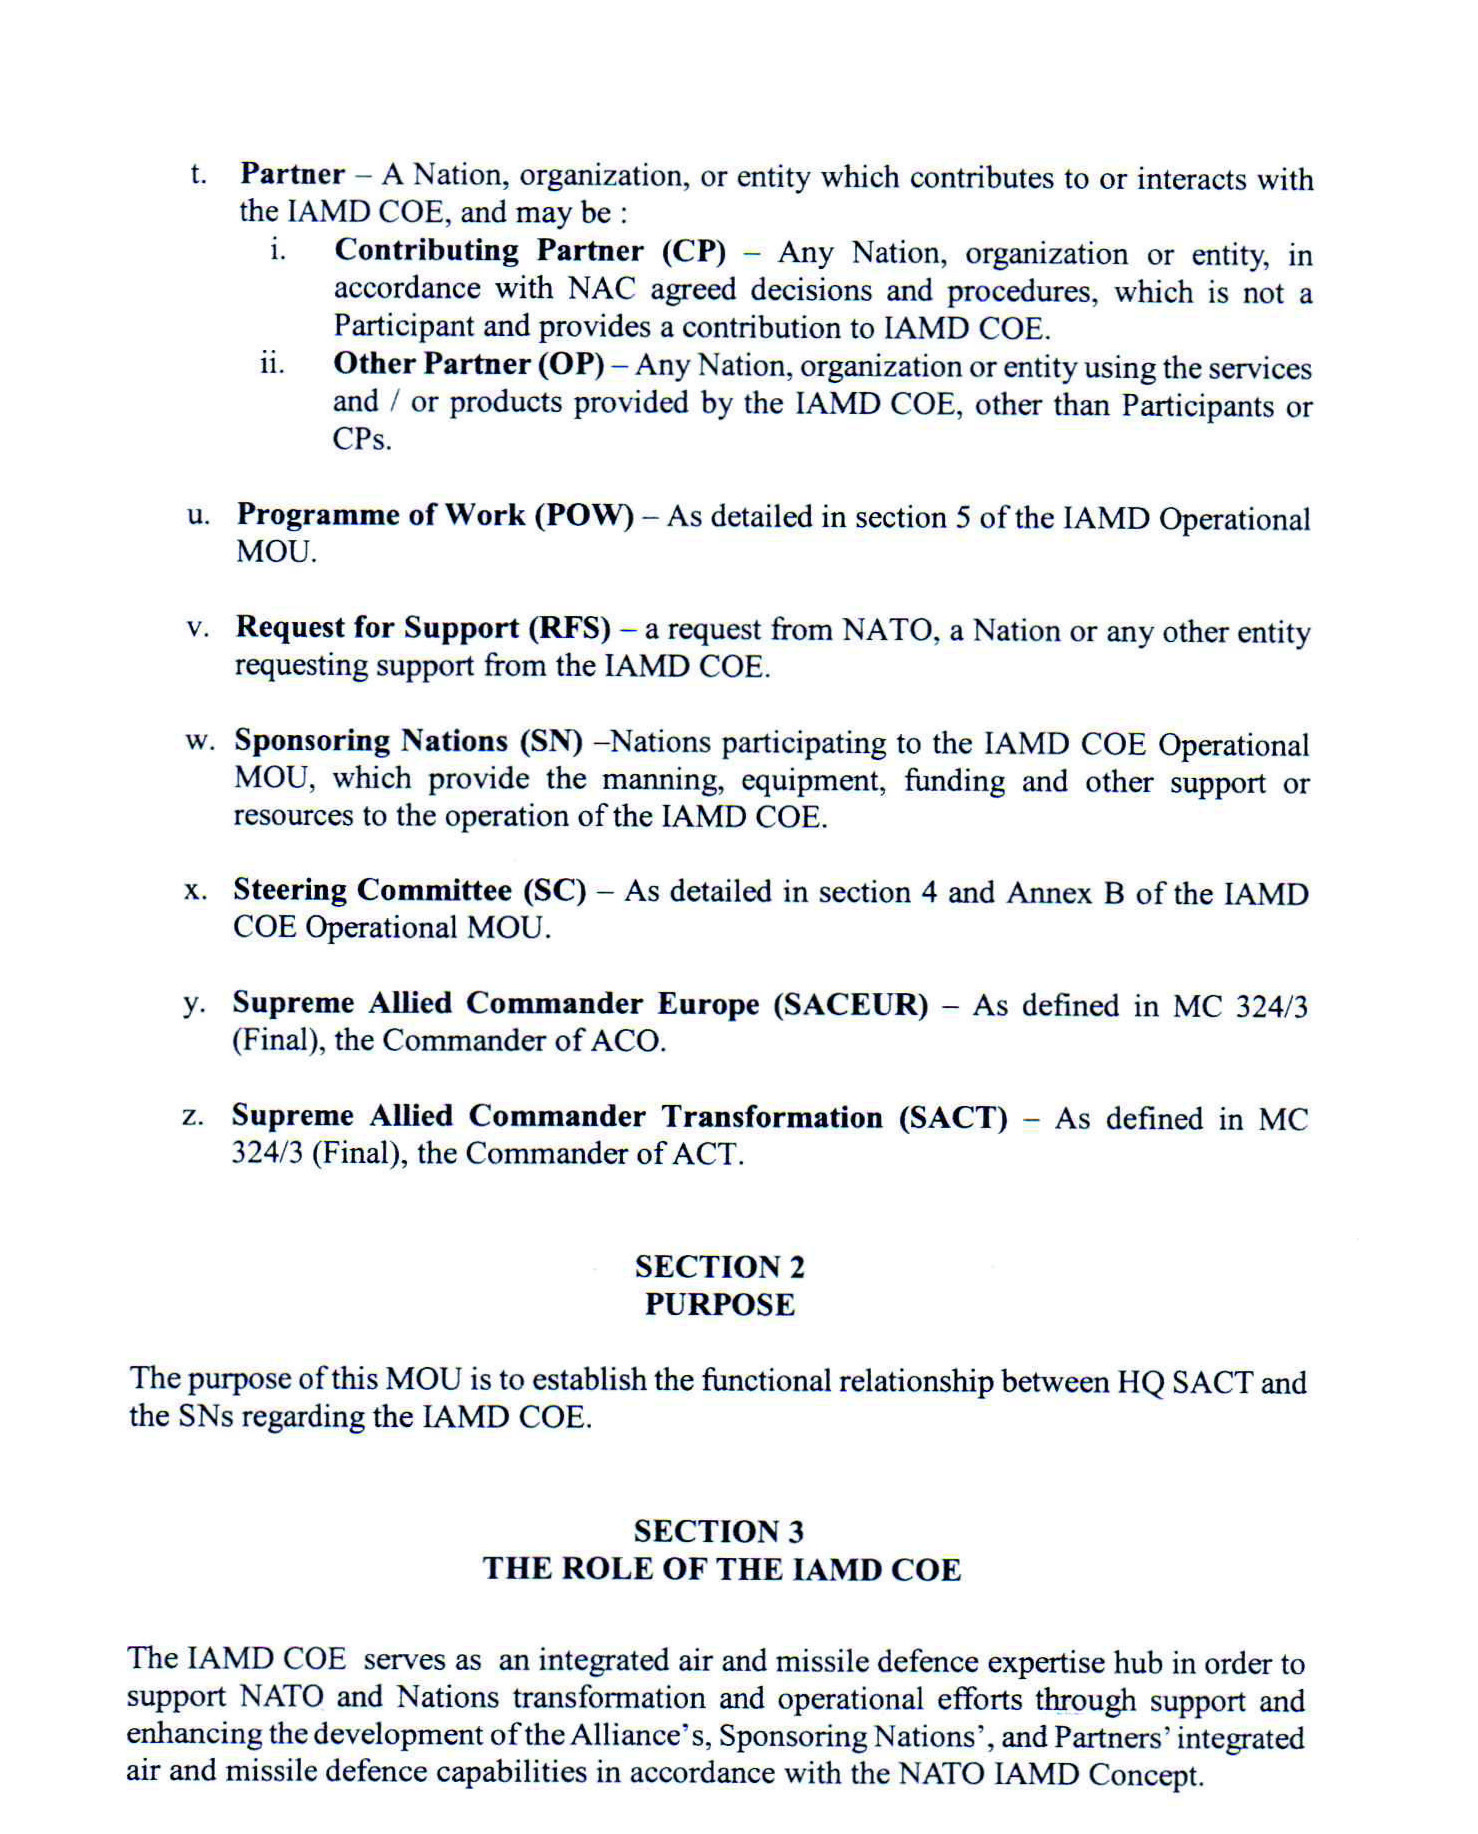 t. Partner – A Nation, organization, or entity which contributes to or interacts with
the IAMD COE, and may be :
i. Contributing Partner (CP) – Any Nation, organization or entity, in
accordance with NAC agreed decisions and procedures, which is not a
Participant and provides a contribution to IAMD COE.
ii. Other Partner (OP) – Any Nation, organization or entity using the services
and / or products provided by the IAMD COE, other than Participants or
CPs.
u. Programme of Work (POW) – As detailed in section 5 of the IAMD Operational
MOU.
v. Request for Support (RFS) – a request from NATO, a Nation or any other entity
requesting support from the IAMD COE.
w. Sponsoring Nations (SN) –Nations participating to the IAMD COE Operational
MOU, which provide the manning, equipment, funding and other support or
resources to the operation of the IAMD COE.
x. Steering Committee (SC) – As detailed in section 4 and Annex B of the IAMD
COE Operational MOU.
y. Supreme Allied Commander Europe (SACEUR) – As defined in MC 324/3
(Final), the Commander of ACO.
z. Supreme Allied Commander Transformation (SACT) – As defined in MC
324/3 (Final), the Commander of ACT.
SECTION 2
PURPOSE
The purpose of this MOU is to establish the functional relationship between HQ SACT and
the SNs regarding the IAMD COE.
SECTION 3
THE ROLE OF THE IAMD COE
The IAMD COE serves as an integrated air and missile defence expertise hub in order to
support NATO and Nations transformation and operational efforts through support and
enhancing the development of the Alliance's, Sponsoring Nations', and Partners' integrated
air and missile defence capabilities in accordance with the NATO IAMD Concept.